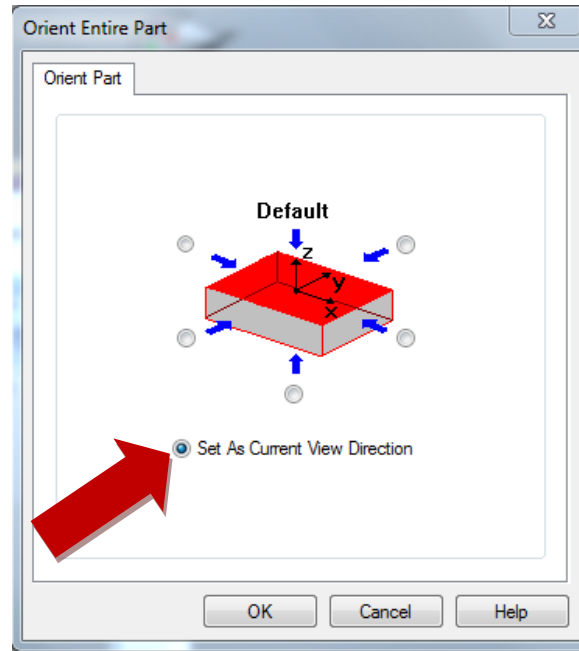 Orient Entire Part
Orient Part
Default
z
y
x
Set As Current View Direction
OK Cancel Help